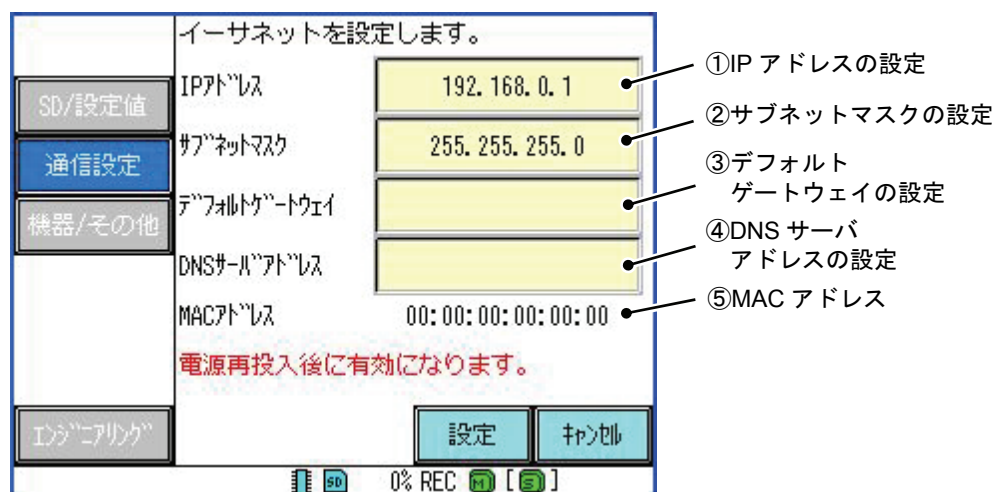 イーサネットを設定します。
SD/設定値
通信設定
機器/その他
エンジニアリング
IPアドレス
192.168.0.1
サブネットマスク
255.255.255.0
デフォルトゲートウェイ
DNSサーバアドレス
MACアドレス
00:00:00:00:00:00
電源再投入後に有効になります。
設定
キャンセル
SD
0% REC M [S]
①IP アドレスの設定
②サブネットマスクの設定
③デフォルト
ゲートウェイの設定
④DNS サーバ
アドレスの設定
⑤MAC アドレス